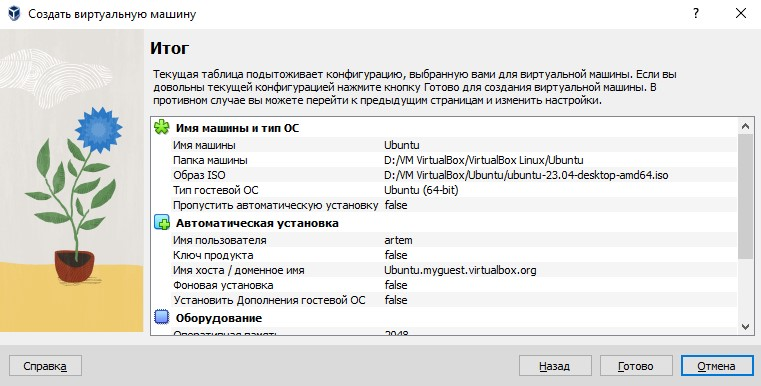 Создать виртуальную машину
Итог
Текущая таблица подытоживает конфигурацию, выбранную вами для виртуальной машины. Если вы
довольны текущей конфигурацией нажмите кнопку Готово для создания виртуальной машины. В
противном случае вы можете перейти к предыдущим страницам и изменить настройки.
Имя машины и тип ОС
Имя машины Ubuntu
Папка машины D:/VM VirtualBox/VirtualBox Linux/Ubuntu
Образ ISO D:/VM VirtualBox/Ubuntu/ubuntu-23.04-desktop-amd64.iso
Тип гостевой ОС Ubuntu (64-bit)
Пропустить автоматическую установку false
Автоматическая установка
Имя пользователя artem
Ключ продукта false
Имя хоста / доменное имя Ubuntu.myguest.virtualbox.org
Фоновая установка false
Установить Дополнения гостевой ОС false
Оборудование
Оперативная память 2048
Справка Назад Готово Отмена